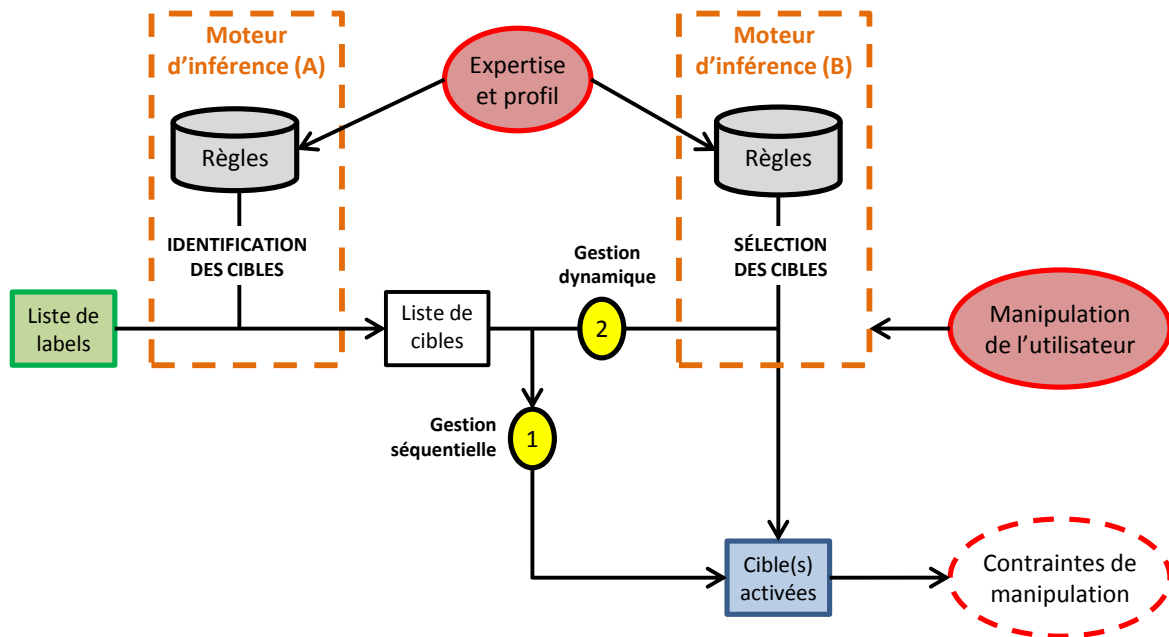 Moteur
d'inférence (A)
Expertise
et profil
Moteur
d'inférence (B)
Règles
Règles
IDENTIFICATION
DES CIBLES
Gestion
dynamique
SÉLECTION
DES CIBLES
Liste de
labels
Liste de
cibles
2
Manipulation
de l'utilisateur
Gestion
séquentielle
1
Cible(s)
activées
Contraintes de
manipulation